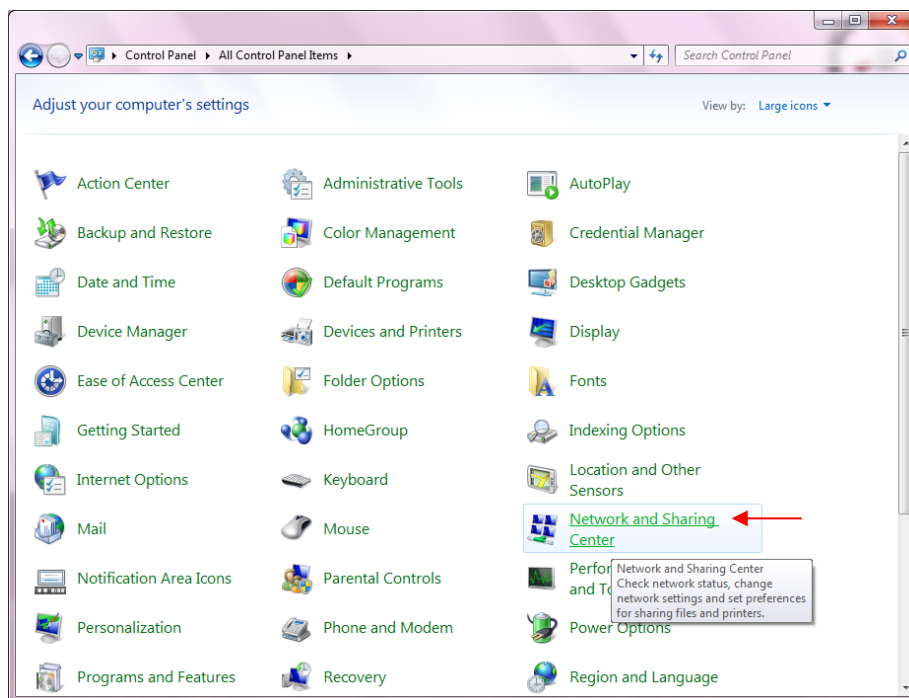 Control Panel All Control Panel Items
Search Control Panel
Adjust your computer's settings
View by: Large icons
Action Center
Administrative Tools
AutoPlay
Backup and Restore
Color Management
Credential Manager
Date and Time
Default Programs
Desktop Gadgets
Device Manager
Devices and Printers
Display
Ease of Access Center
Folder Options
Fonts
Getting Started
HomeGroup
Indexing Options
Internet Options
Keyboard
Location and Other
Sensors
Mail
Mouse
Network and Sharing
Center
Notification Area Icons
Parental Controls
Network and Sharing Center
Check network status, change
network settings and set preferences
for sharing files and printers.
Personalization
Phone and Modem
Power Options
Programs and Features
Recovery
Region and Language